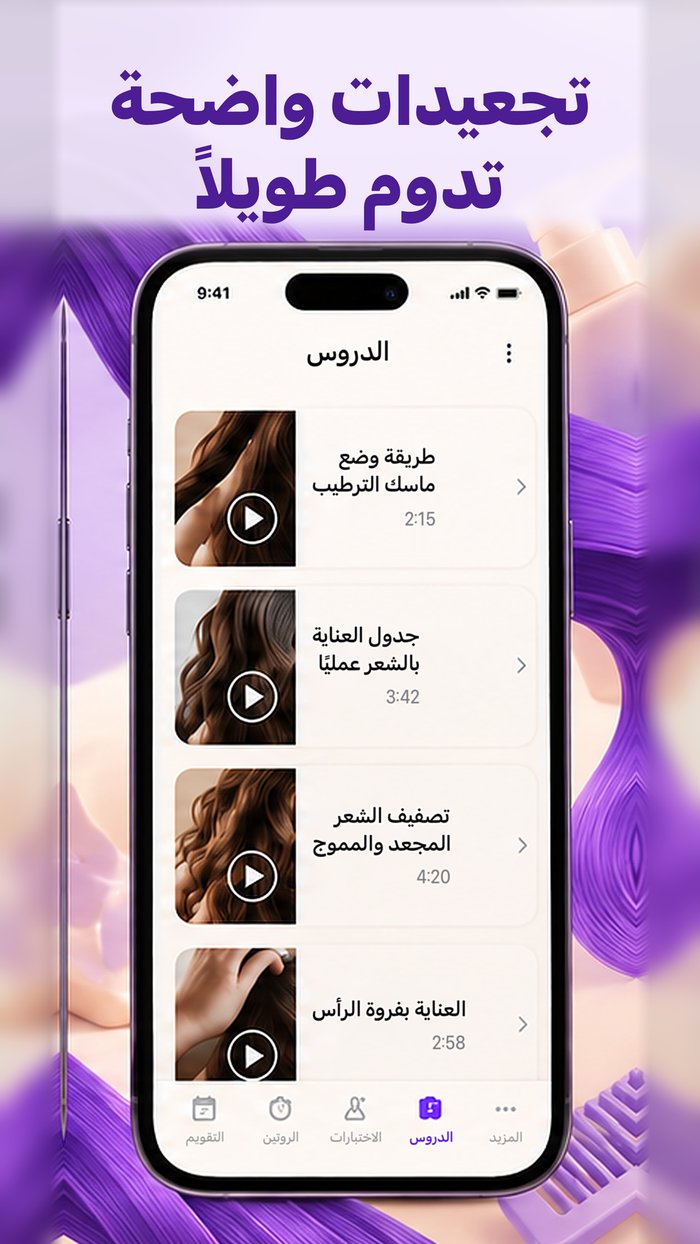 تجعيدات واضحة
تدوم طويلاً
9:41
الدروس
طريقة وضع
ماسك الترطيب
2:15
جدول العناية
بالشعر عمليًا
3:42
تصفيف الشعر
المجعد والمموج
4:20
العناية بفروة الرأس
2:58
المزيد
الدروس
الاختبارات
الروتين
التقويم